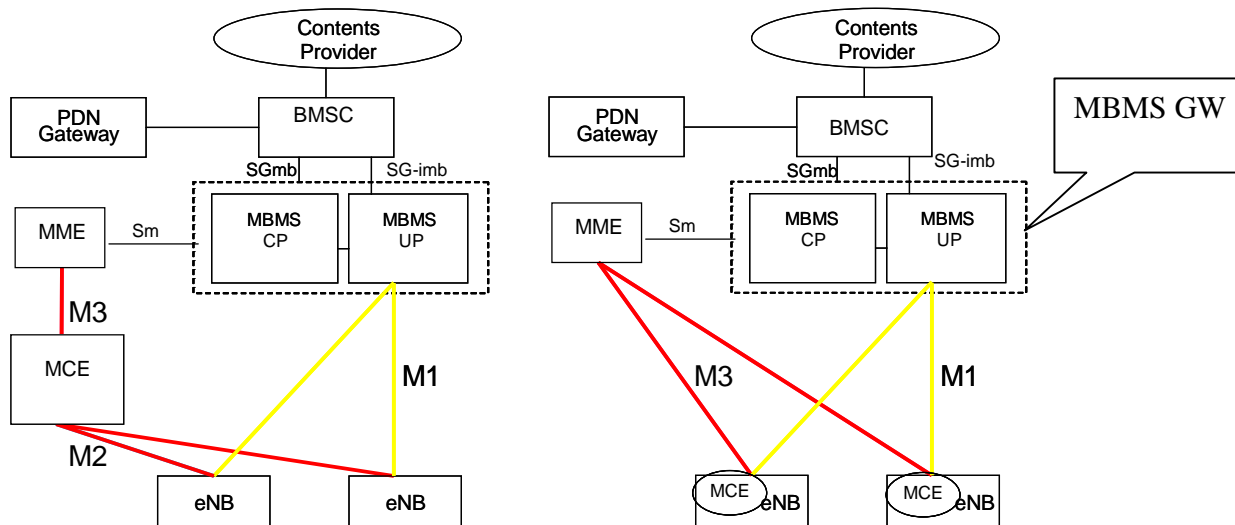 Contents
Provider
PDN
Gateway
BMSC
SGmb
SG-imb
MBMS
CP
MBMS
UP
MME
Sm
M3
MCE
M1
M2
eNB
eNB
Contents
Provider
MBMS GW
PDN
Gateway
BMSC
SGmb
SG-imb
MBMS
CP
MBMS
UP
MME
Sm
M3
M1
MCE
eNB
MCE
eNB